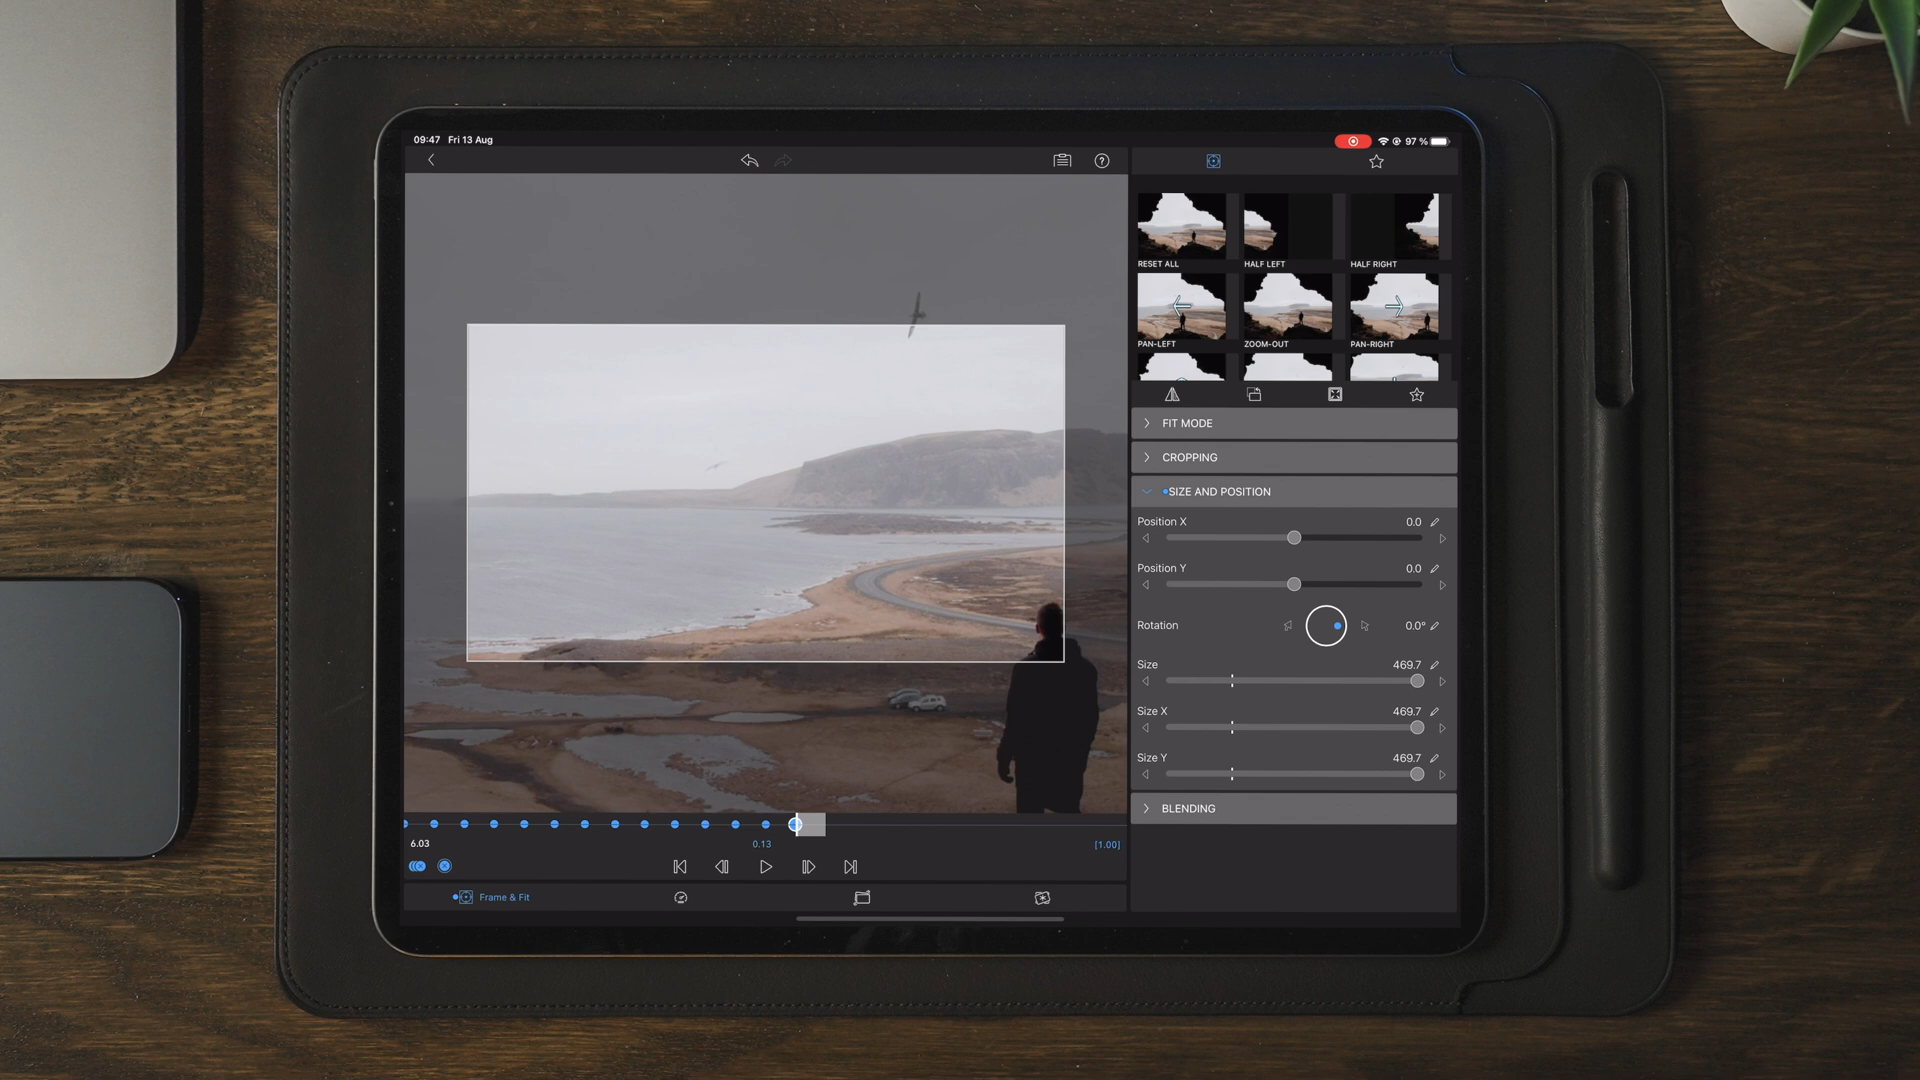 09:47 Fri 13 Aug
97 %
RESET ALL
HALF LEFT
HALF RIGHT
PAN-LEFT
ZOOM-OUT
PAN-RIGHT
FIT MODE
CROPPING
SIZE AND POSITION
Position X 0.0
Position Y 0.0
Rotation 0.0°
Size 469.7
Size X 469.7
Size Y 469.7
BLENDING
6.03
0.13
[1.00]
Frame & Fit